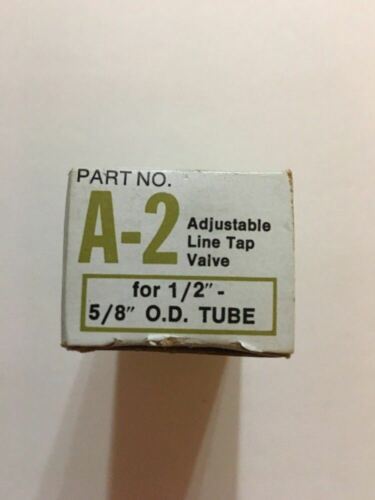 PART NO.
A-2
Adjustable
Line Tap
Valve
for 1/2" -
5/8" O.D. TUBE